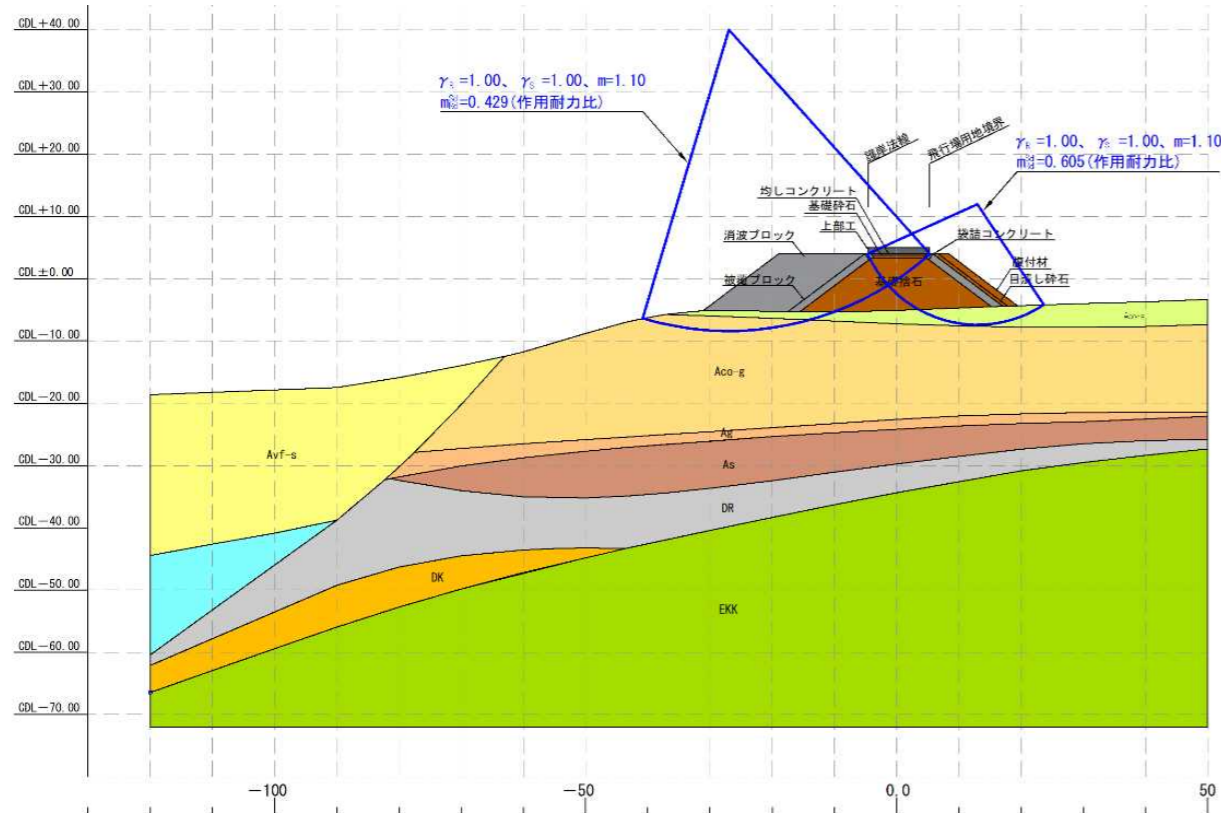 CDL+40.00
CDL+30.00
CDL+20.00
CDL+10.00
CDL±0.00
CDL-10.00
CDL-20.00
CDL-30.00
CDL-40.00
CDL-50.00
CDL-60.00
CDL-70.00
=1.00、 =1.00、m=1.10
=0.429(作用耐力比)
護岸法線
飛行場用地境界
=1.00、 =1.00、m=1.10
=0.605(作用耐力比)
均しコンクリート
基礎砕石
上部工
消波ブロック
被覆ブロック
袋詰コンクリート
腹付材
目潰し砕石
基礎捨石
Aco-g
Ag
As
Avf-s
DR
DK
EKK
-100
-50
0.0
50